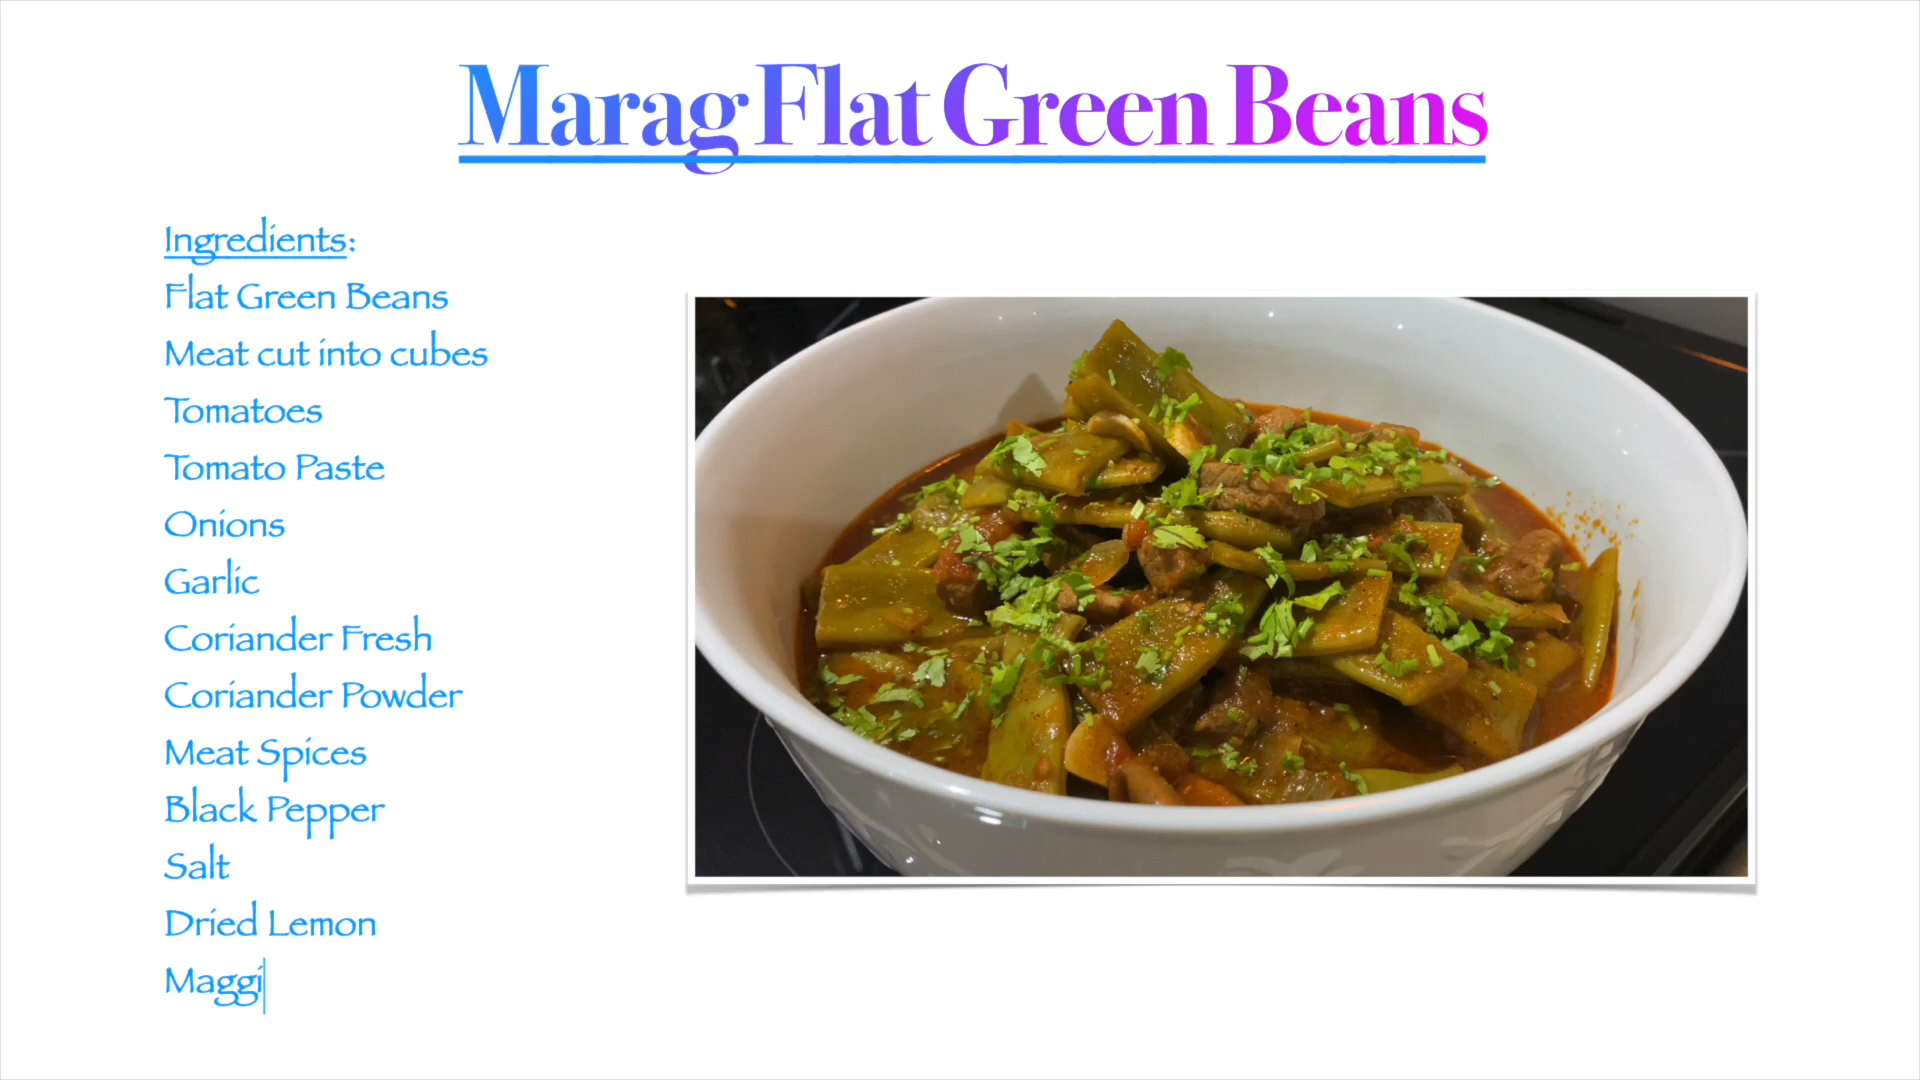 Marag Flat Green Beans
Ingredients:
Flat Green Beans
Meat cut into cubes
Tomatoes
Tomato Paste
Onions
Garlic
Coriander Fresh
Coriander Powder
Meat Spices
Black Pepper
Salt
Dried Lemon
Maggi